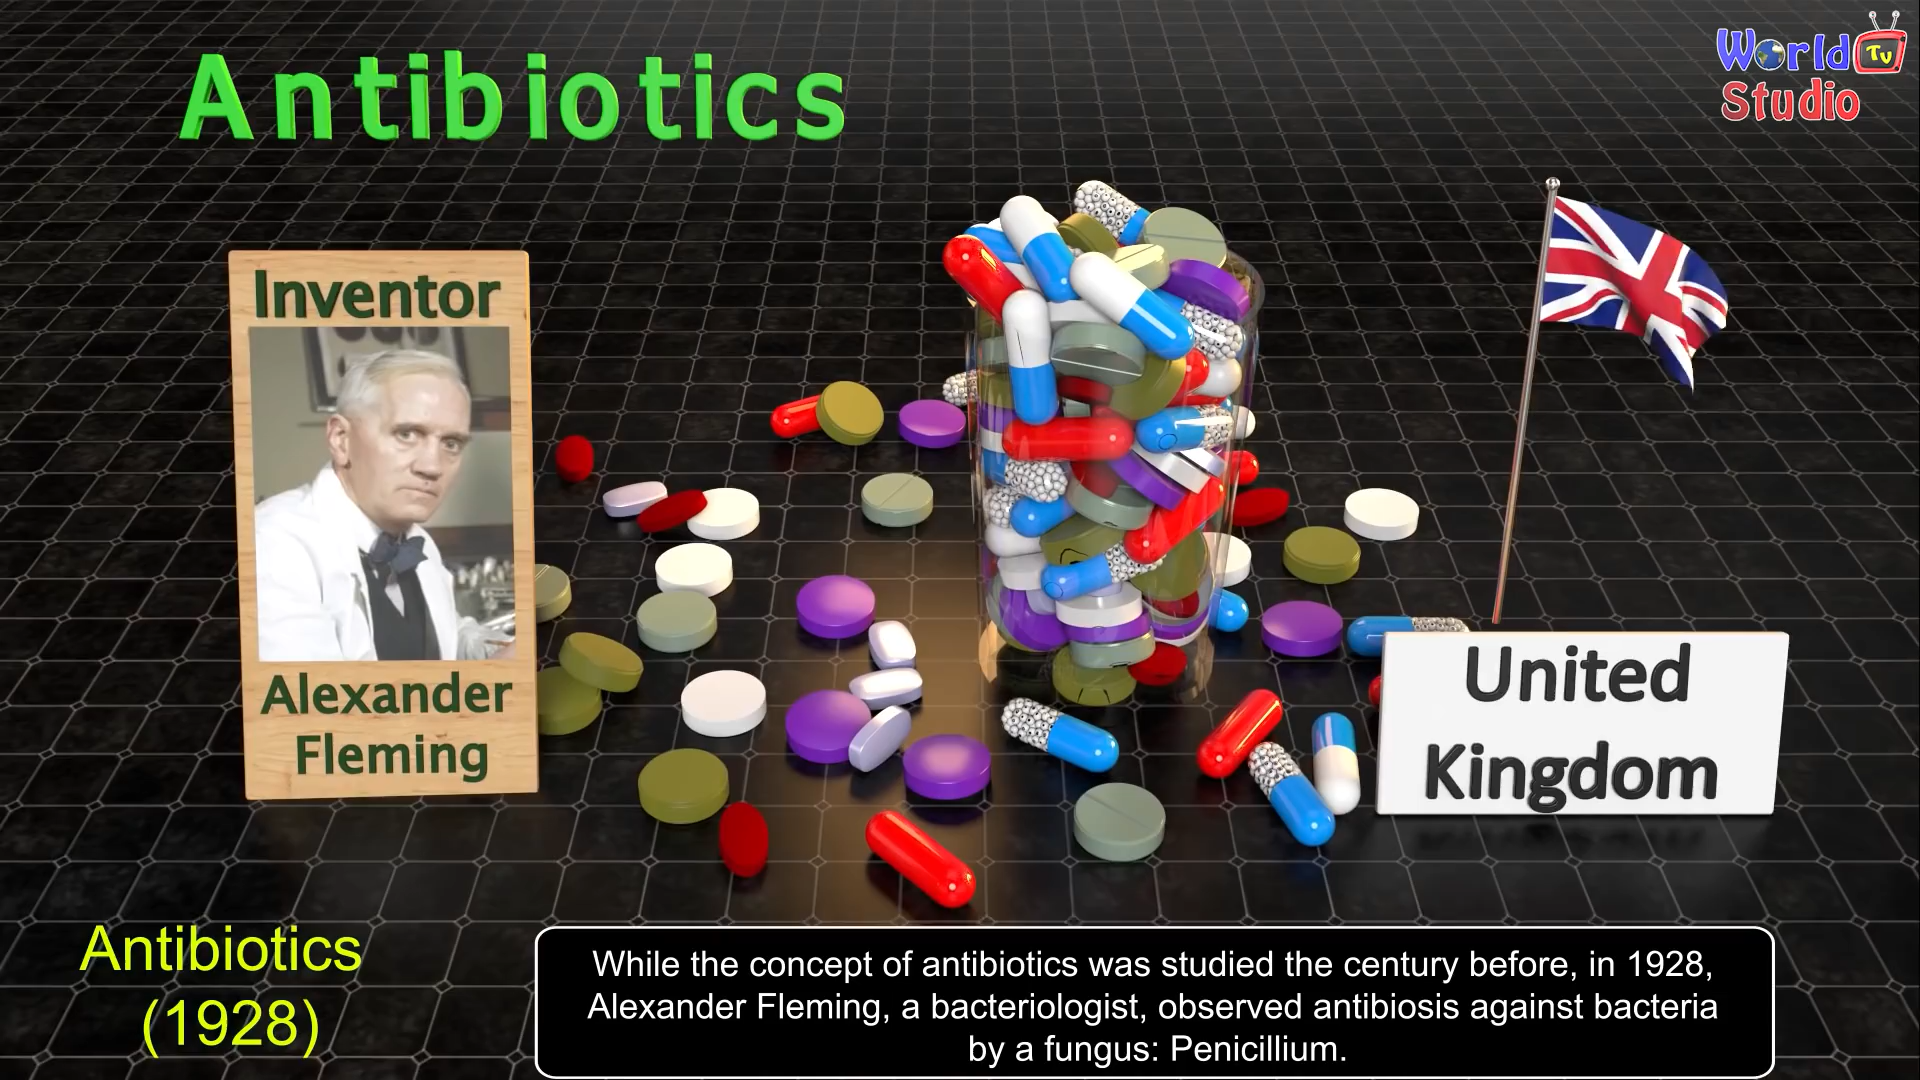 Antibiotics
World Tv
Studio
Inventor
Alexander
Fleming
United
Kingdom
Antibiotics
(1928)
While the concept of antibiotics was studied the century before, in 1928,
Alexander Fleming, a bacteriologist, observed antibiosis against bacteria
by a fungus: Penicillium.